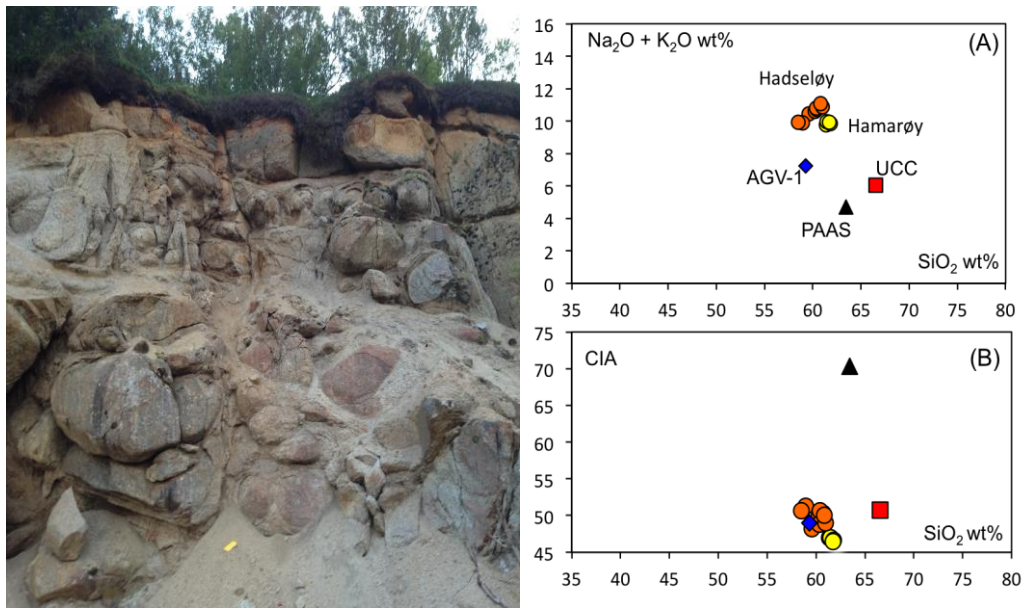 Na₂O + K₂O wt%
(A)
16
14
12
10
8
6
4
2
0
Hadseløy
Hamarøy
AGV-1
UCC
PAAS
SiO₂ wt%
35 40 45 50 55 60 65 70 75 80
CIA
(B)
75
70
65
60
55
50
45
SiO₂ wt%
35 40 45 50 55 60 65 70 75 80